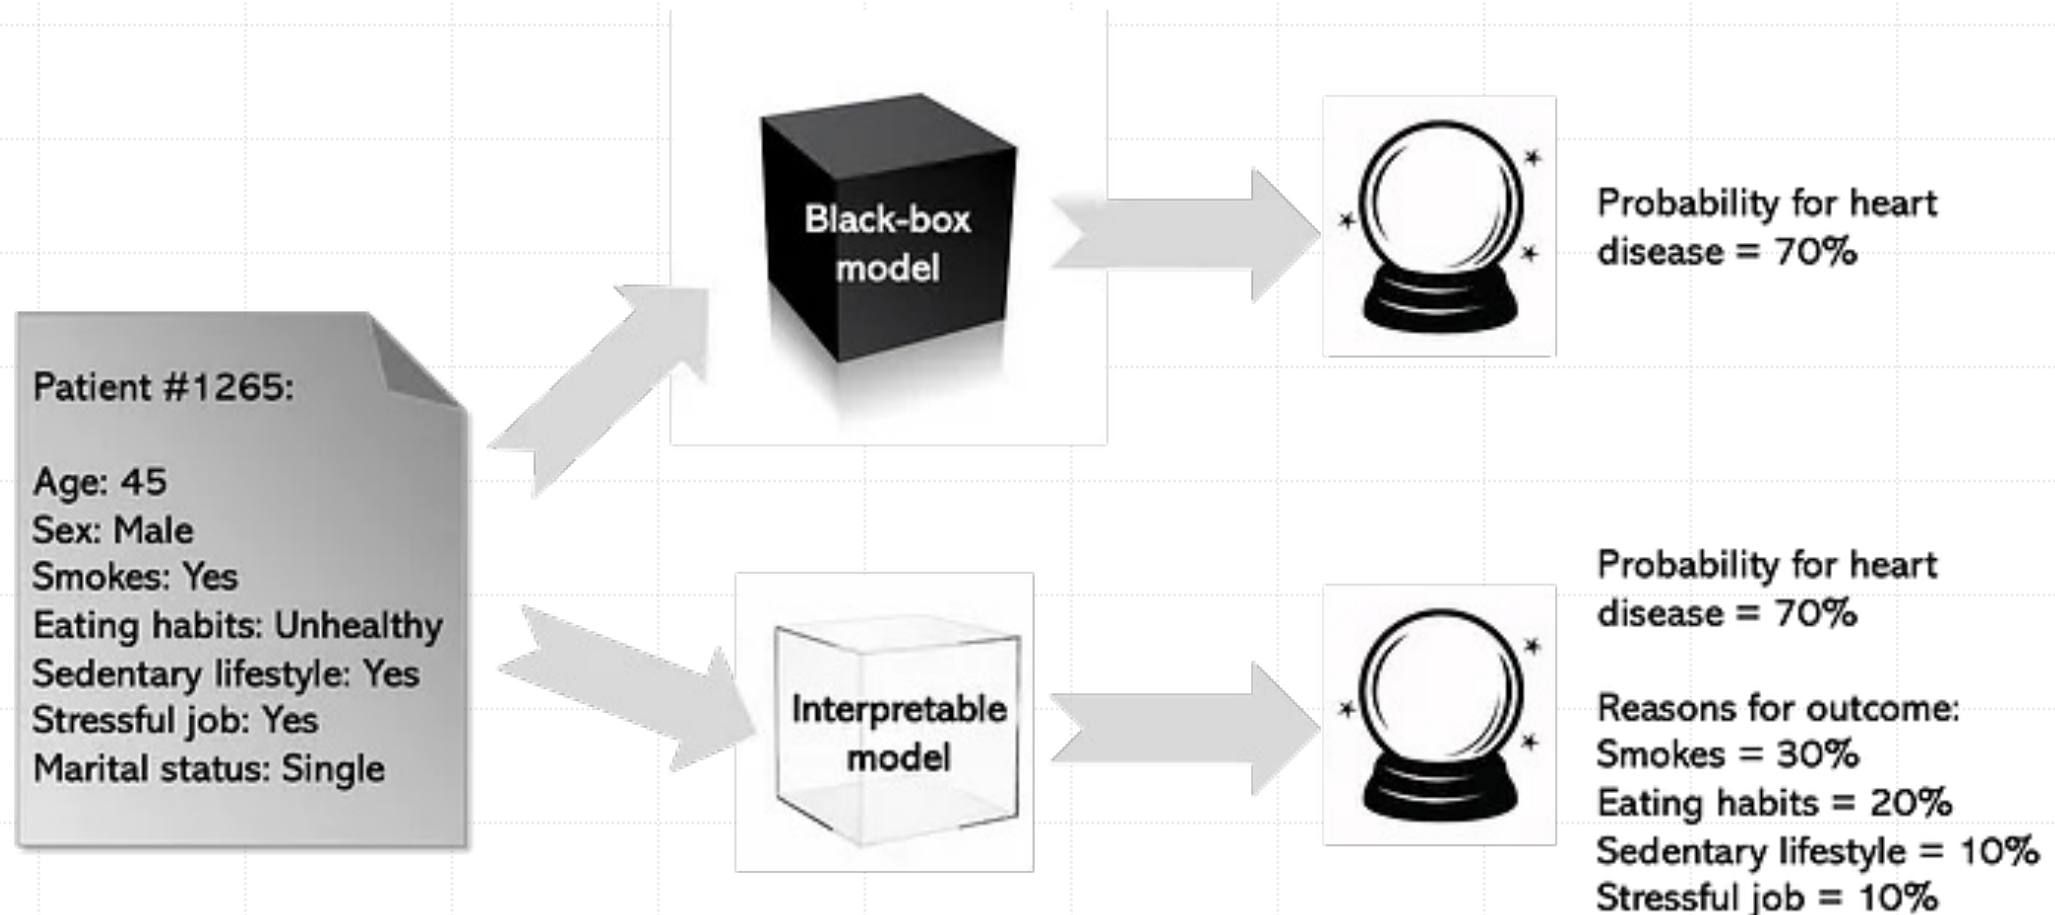 Patient #1265:
Age: 45
Sex: Male
Smokes: Yes
Eating habits: Unhealthy
Sedentary lifestyle: Yes
Stressful job: Yes
Marital status: Single
Black-box
model
Probability for heart
disease = 70%
Interpretable
model
Probability for heart
disease = 70%
Reasons for outcome:
Smokes = 30%
Eating habits = 20%
Sedentary lifestyle = 10%
Stressful job = 10%